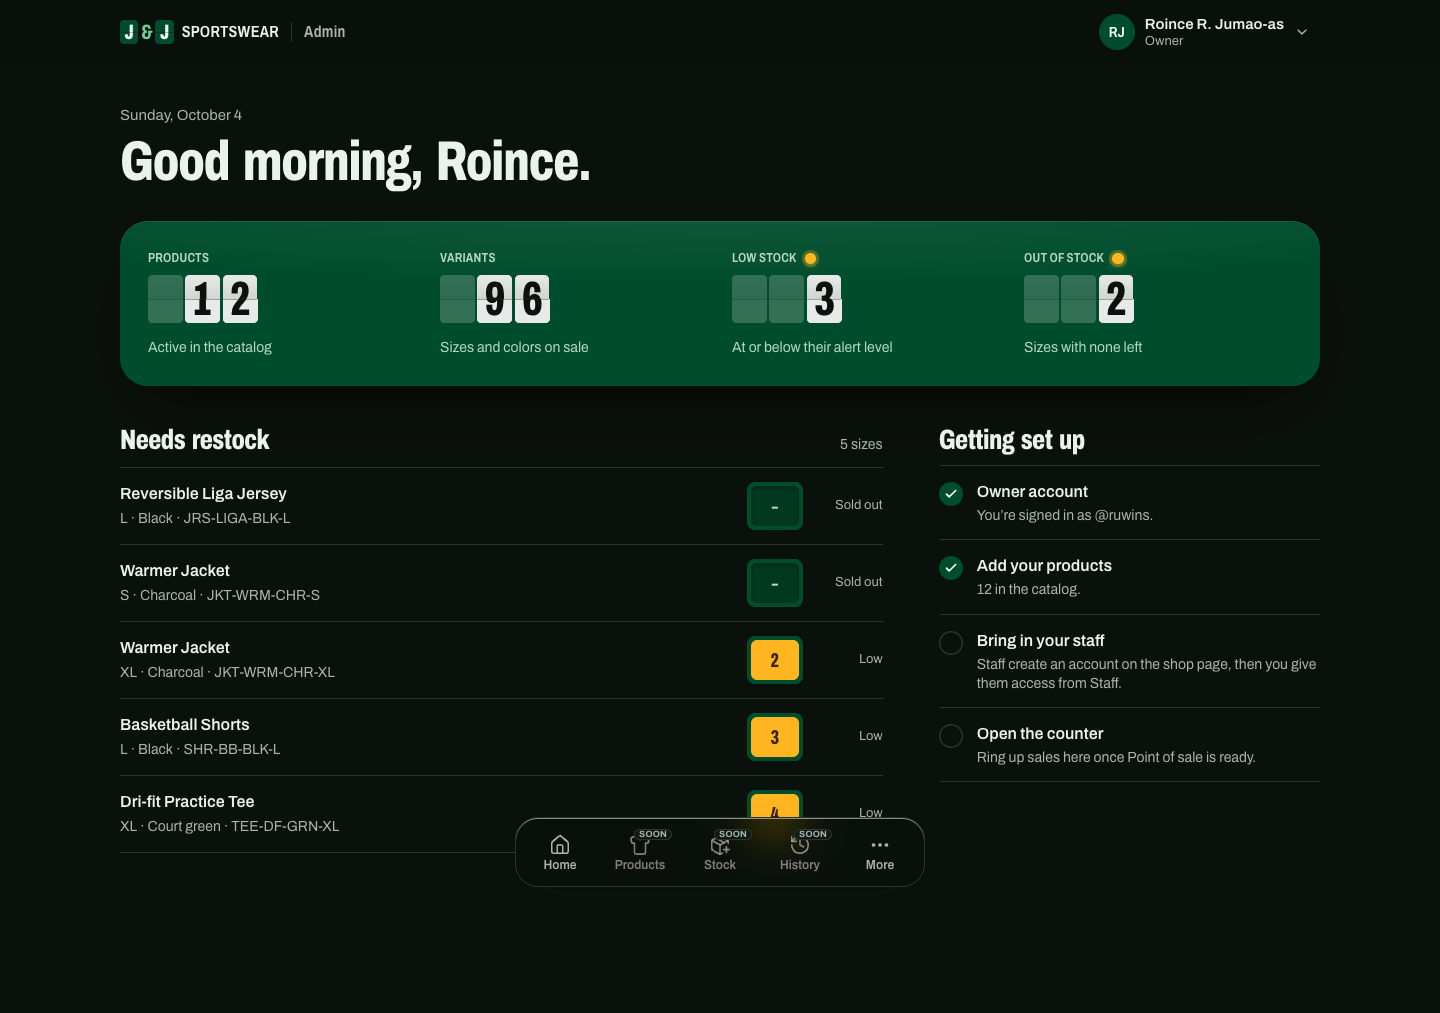 J & J SPORTSWEAR Admin
RJ
Roince R. Jumao-as
Owner
Sunday, October 4
Good morning, Roince.
PRODUCTS
12
Active in the catalog
VARIANTS
96
Sizes and colors on sale
LOW STOCK
3
At or below their alert level
OUT OF STOCK
2
Sizes with none left
Needs restock
5 sizes
Reversible Liga Jersey
L · Black · JRS-LIGA-BLK-L
-
Sold out
Warmer Jacket
S · Charcoal · JKT-WRM-CHR-S
-
Sold out
Warmer Jacket
XL · Charcoal · JKT-WRM-CHR-XL
2
Low
Basketball Shorts
L · Black · SHR-BB-BLK-L
3
Low
Dri-fit Practice Tee
XL · Court green · TEE-DF-GRN-XL
4
Low
Getting set up
Owner account
You’re signed in as @ruwins.
Add your products
12 in the catalog.
Bring in your staff
Staff create an account on the shop page, then you give
them access from Staff.
Open the counter
Ring up sales here once Point of sale is ready.
Home
SOON
Products
SOON
Stock
SOON
History
More